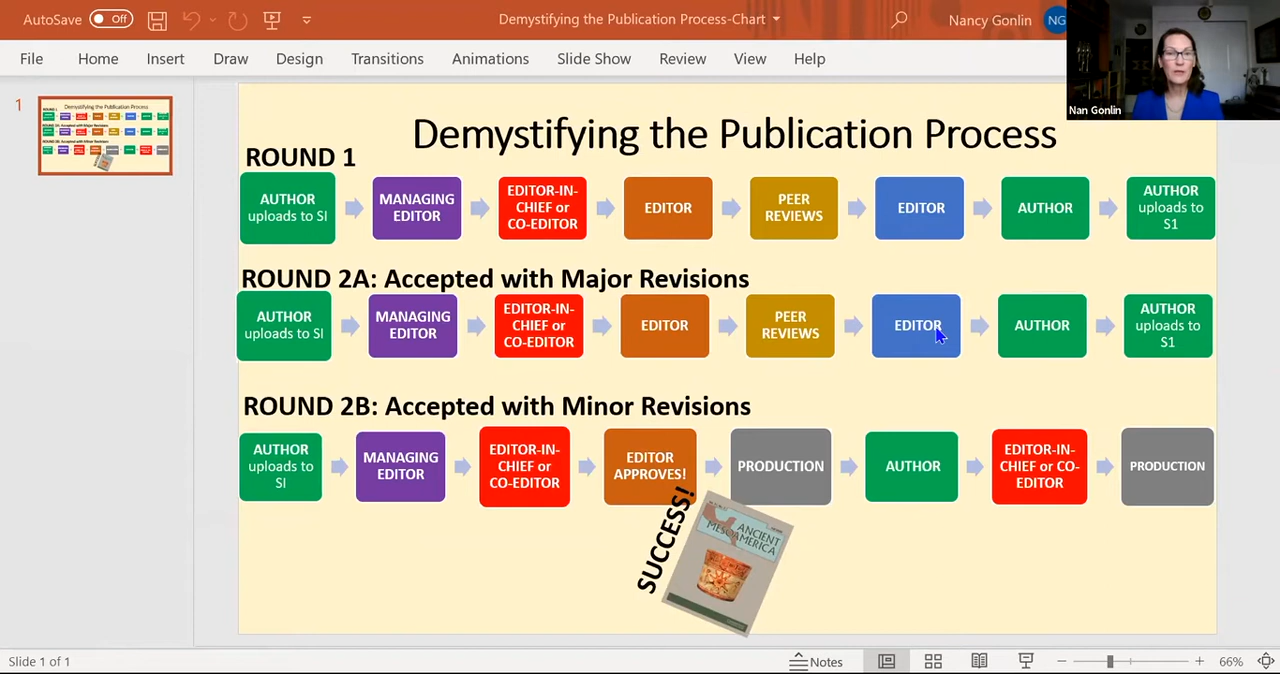 AutoSave Off Demystifying the Publication Process-Chart Nancy Gonlin NG
File Home Insert Draw Design Transitions Animations Slide Show Review View Help
Nan Gonlin
1
Demystifying the Publication Process
ROUND 1
AUTHOR
uploads to SI
MANAGING
EDITOR
EDITOR-IN-
CHIEF or
CO-EDITOR
EDITOR
PEER
REVIEWS
EDITOR
AUTHOR
AUTHOR
uploads to
S1
ROUND 2A: Accepted with Major Revisions
AUTHOR
uploads to SI
MANAGING
EDITOR
EDITOR-IN-
CHIEF or
CO-EDITOR
EDITOR
PEER
REVIEWS
EDITOR
AUTHOR
AUTHOR
uploads to
S1
ROUND 2B: Accepted with Minor Revisions
AUTHOR
uploads to
SI
MANAGING
EDITOR
EDITOR-IN-
CHIEF or
CO-EDITOR
EDITOR
APPROVES!
PRODUCTION
AUTHOR
EDITOR-IN-
CHIEF or CO-
EDITOR
PRODUCTION
SUCCESS!
ANCIENT
MESOAMERICA
Slide 1 of 1 Notes 66%